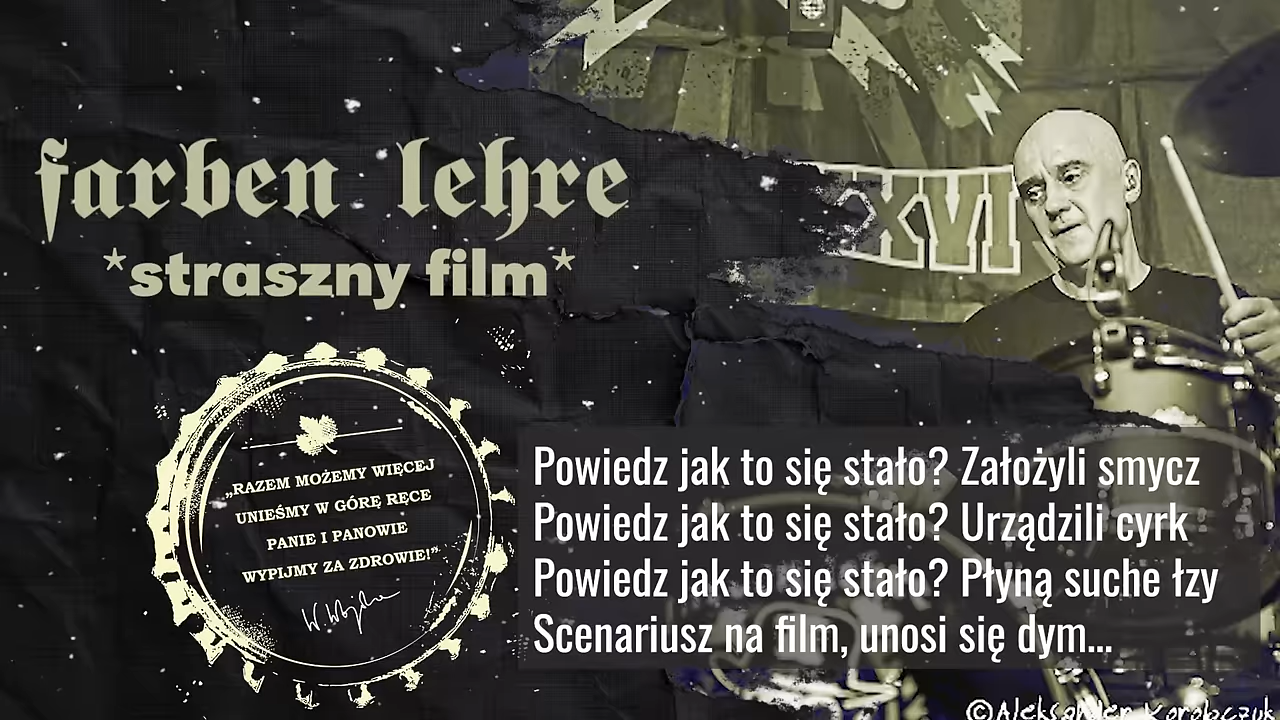 farben lehre
*straszny film*
XVI
„RAZEM MOŻEMY WIĘCEJ
UNIEŚMY W GÓRĘ RĘCE
PANIE I PANOWIE
WYPIJMY ZA ZDROWIE!”
Powiedz jak to się stało? Założyli smycz
Powiedz jak to się stało? Urządzili cyrk
Powiedz jak to się stało? Płyną suche łzy
Scenariusz na film, unosi się dym...
©Aleksander Korobczuk